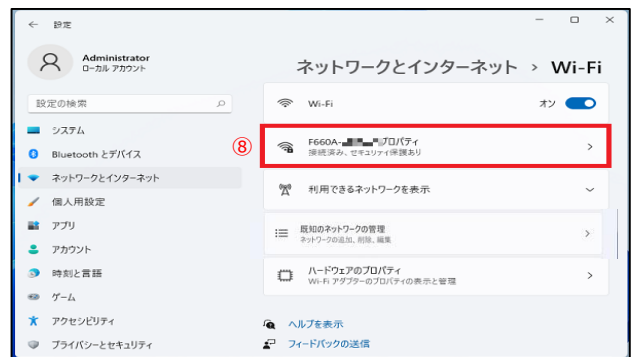 設定
Administrator
ローカル アカウント
設定の検索
システム
Bluetooth とデバイス
ネットワークとインターネット
個人用設定
アプリ
アカウント
時刻と言語
ゲーム
アクセシビリティ
プライバシーとセキュリティ
ネットワークとインターネット › Wi-Fi
Wi-Fi
オン
⑧
F660A- プロパティ
接続済み、セキュリティ保護あり
利用できるネットワークを表示
既知のネットワークの管理
ネットワークの追加、削除、編集
ハードウェアのプロパティ
Wi-Fi アダプターのプロパティの表示と管理
ヘルプを表示
フィードバックの送信